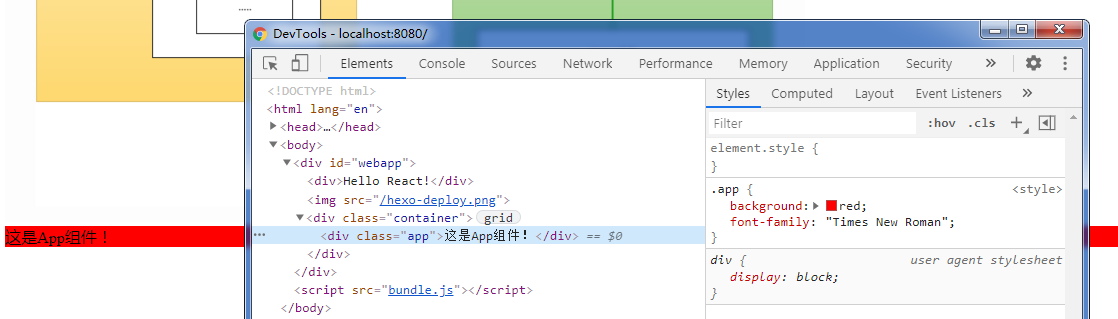 .....
DevTools - localhost:8080/
Elements Console Sources Network Performance Memory Application Security »
Styles Computed Layout Event Listeners »
Filter :hov .cls +
<!DOCTYPE html>
<html lang="en">
<head>…</head>
<body>
<div id="webapp">
<div>Hello React!</div>
<img src="/hexo-deploy.png">
<div class="container"> grid
<div class="app">这是App组件！</div> == $0
</div>
</div>
<script src="bundle.js"></script>
</body>
element.style {
}
.app { <style>
background: red;
font-family: "Times New Roman";
}
div { user agent stylesheet
display: block;
}
这是App组件！